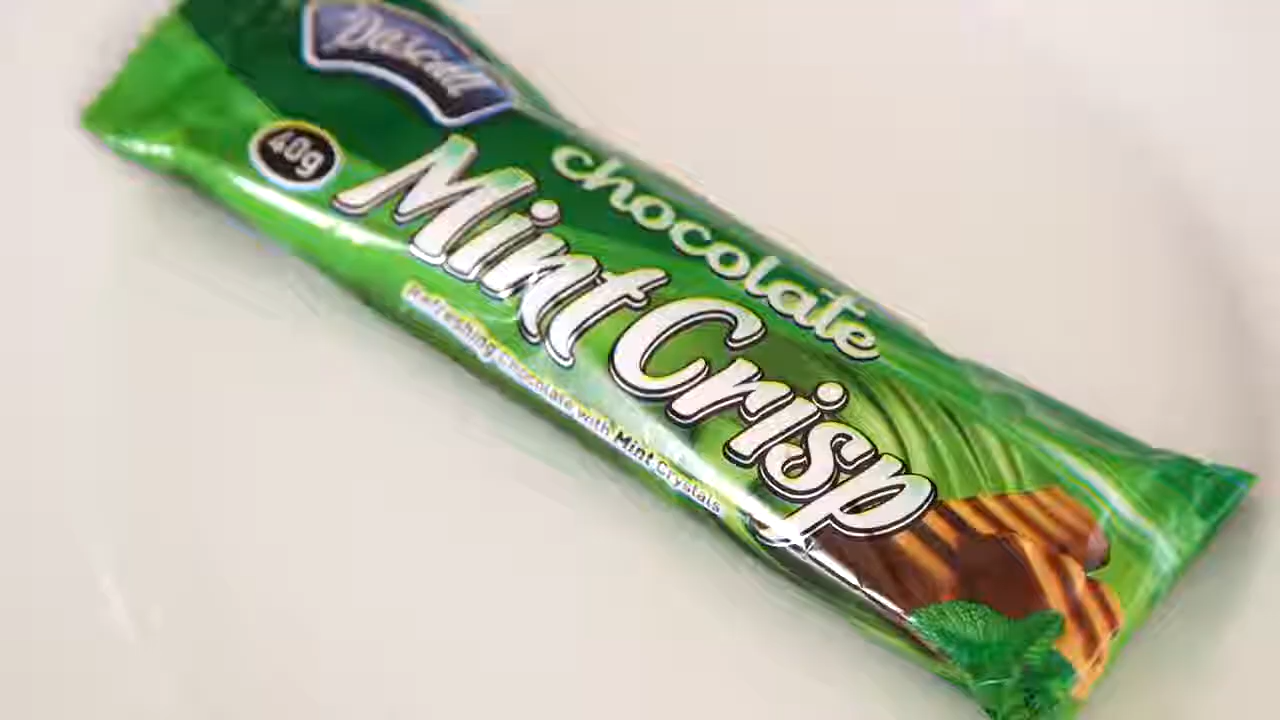 Pascall
40g
chocolate
Mint Crisp
Refreshing Chocolate with Mint Crystals